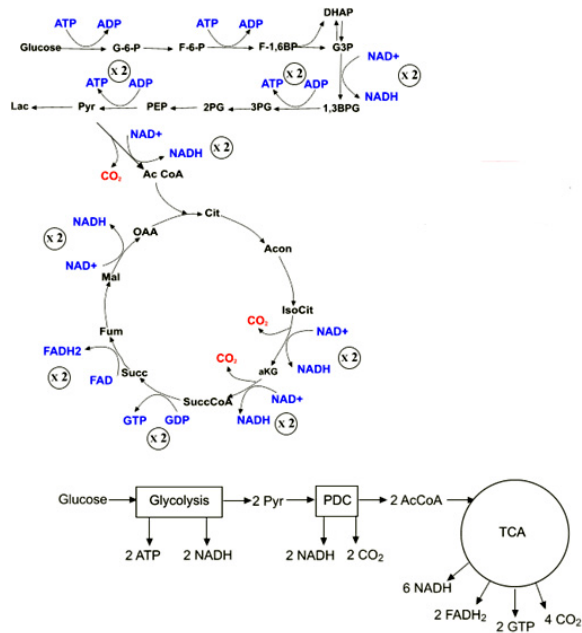 DHAP
ATP ADP ATP ADP
Glucose G-6-P F-6-P F-1,6BP G3P
NAD+
x 2 x 2 x 2
ATP ADP ATP ADP NADH
Lac Pyr PEP 2PG 3PG 1,3BPG
NAD+
NADH x 2
CO2 Ac CoA
Cit
NADH OAA
x 2
Acon
NAD+
Mal
IsoCit
CO2 NAD+
Fum
FADH2 CO2 NADH x 2
aKG
x 2 FAD Succ
SuccCoA NAD+
GTP GDP NADH x 2
x 2
Glucose Glycolysis 2 Pyr PDC 2 AcCoA
TCA
2 ATP 2 NADH 2 NADH 2 CO2
6 NADH
2 FADH2 4 CO2
2 GTP